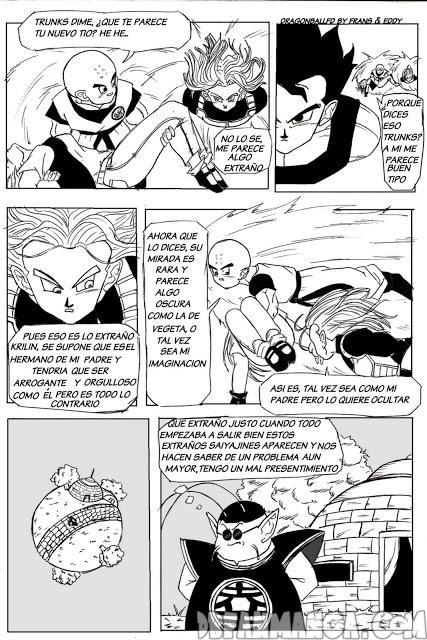 TRUNKS DIME, ¿QUE TE PARECE
TU NUEVO TIO? HE HE..
NO LO SE,
ME PARECE
ALGO
EXTRAÑO
DRAGONBALLFD BY FRANS & EDDY
¿PORQUE
DICES
ESO
TRUNKS?
A MI ME
PARECE
BUEN
TIPO
PUES ESO ES LO EXTRAÑO
KRILIN, SE SUPONE QUE ES EL
HERMANO DE MI PADRE Y
TENDRIA QUE SER
ARROGANTE Y ORGULLOSO
COMO ÉL PERO ES TODO LO
CONTRARIO
AHORA QUE
LO DICES, SU
MIRADA ES
RARA Y
PARECE
ALGO
OSCURA
COMO LA DE
VEGETA, O
TAL VEZ
SEA MI
IMAGINACION
ASI ES, TAL VEZ SEA COMO MI
PADRE PERO LO QUIERE OCULTAR
QUE EXTRAÑO JUSTO CUANDO TODO
EMPEZABA A SALIR BIEN ESTOS
EXTRAÑOS SAIYAJINES APARECEN Y NOS
HACEN SABER DE UN PROBLEMA AUN
MAYOR, TENGO UN MAL PRESENTIMIENTO